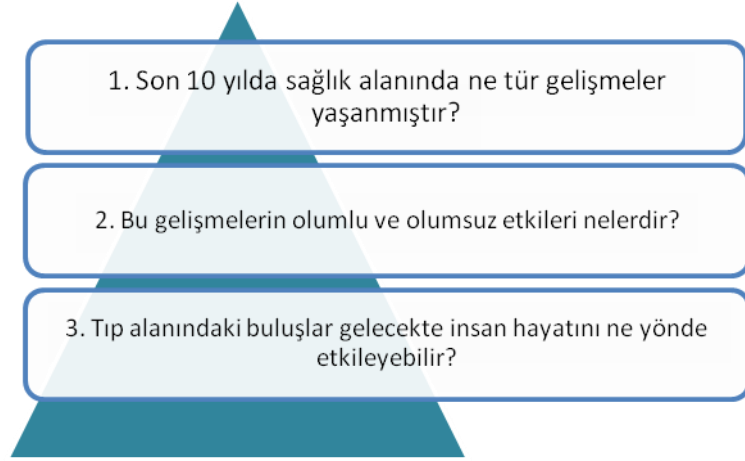 1. Son 10 yılda sağlık alanında ne tür gelişmeler
yaşanmıştır?
2. Bu gelişmelerin olumlu ve olumsuz etkileri nelerdir?
3. Tıp alanındaki buluşlar gelecekte insan hayatını ne yönde
etkileyebilir?